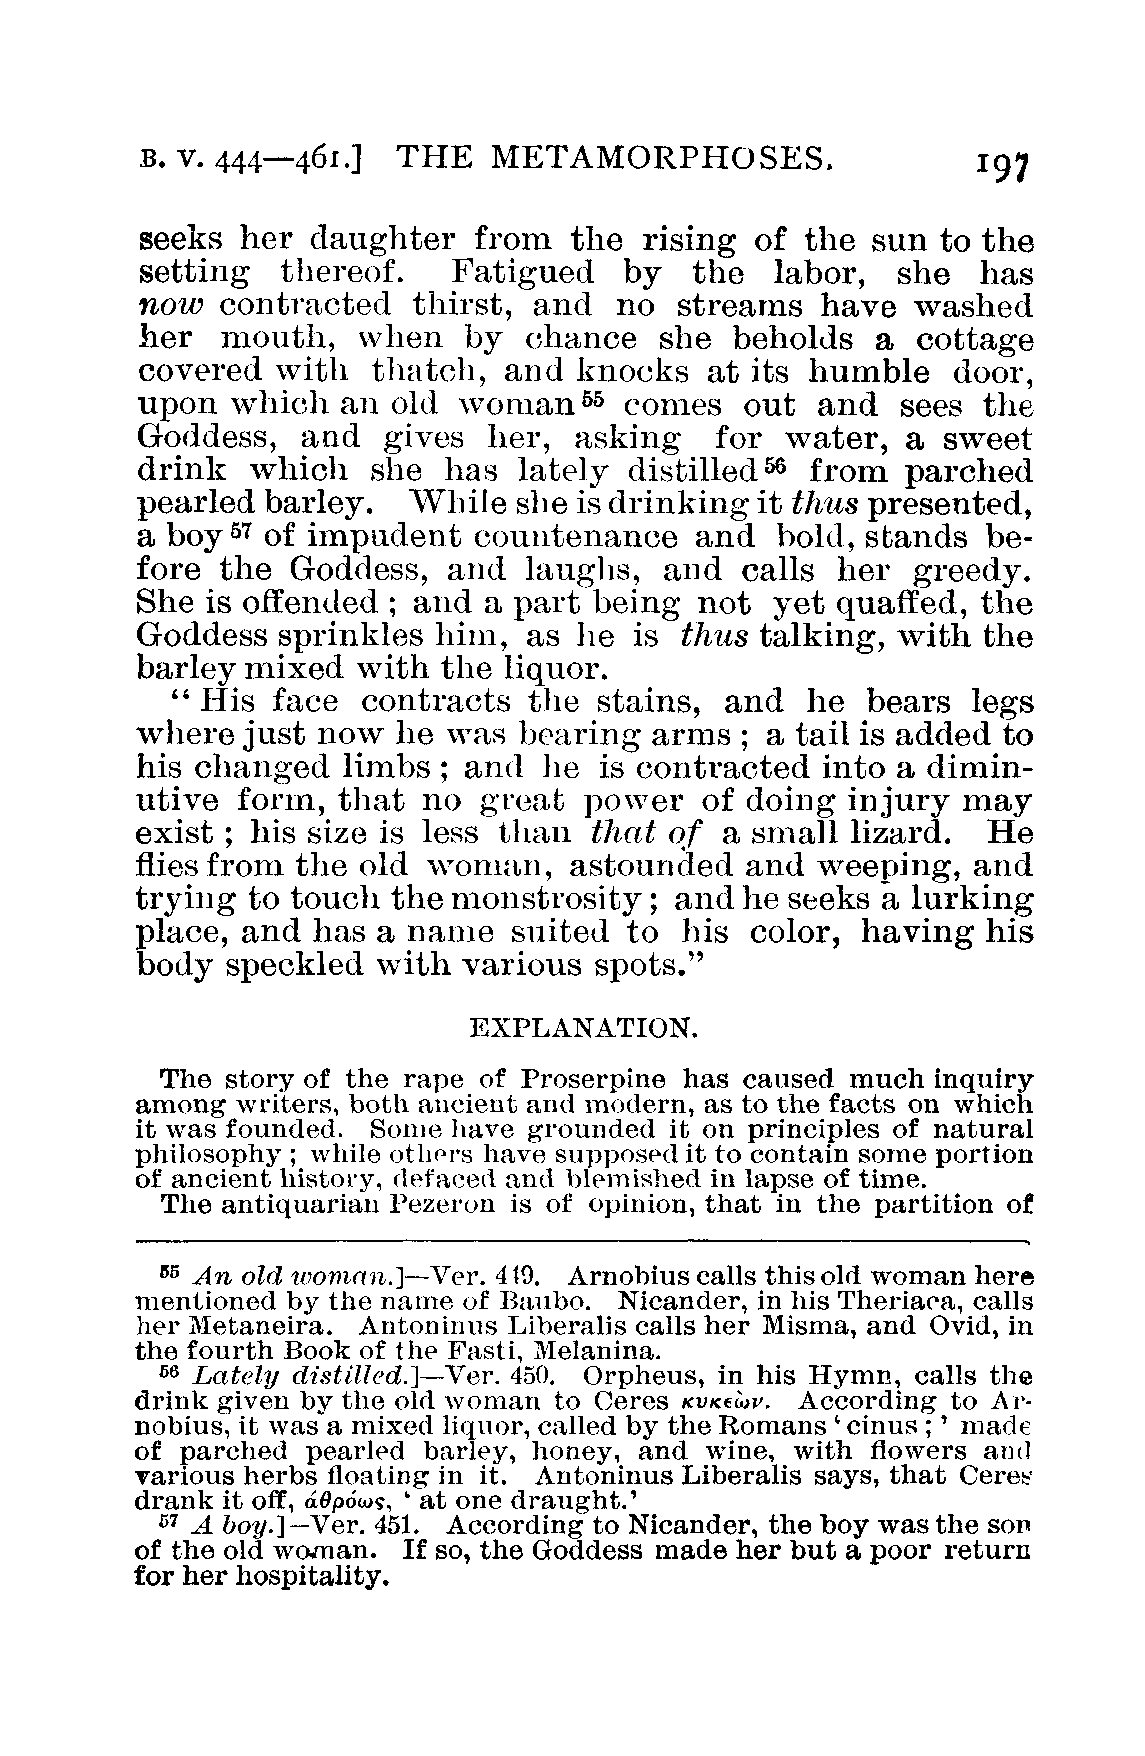 B. V. 444—461.] THE METAMORPHOSES. 197
seeks her daughter from the rising of the sun to the
setting thereof. Fatigued by the labor, she has
now contracted thirst, and no streams have washed
her mouth, when by chance she beholds a cottage
covered with thatch, and knocks at its humble door,
upon which an old woman⁵⁵ comes out and sees the
Goddess, and gives her, asking for water, a sweet
drink which she has lately distilled⁵⁶ from parched
pearled barley. While she is drinking it thus presented,
a boy⁵⁷ of impudent countenance and bold, stands be-
fore the Goddess, and laughs, and calls her greedy.
She is offended ; and a part being not yet quaffed, the
Goddess sprinkles him, as he is thus talking, with the
barley mixed with the liquor.
“ His face contracts the stains, and he bears legs
where just now he was bearing arms ; a tail is added to
his changed limbs ; and he is contracted into a dimin-
utive form, that no great power of doing injury may
exist ; his size is less than that of a small lizard. He
flies from the old woman, astounded and weeping, and
trying to touch the monstrosity ; and he seeks a lurking
place, and has a name suited to his color, having his
body speckled with various spots.”
EXPLANATION.
The story of the rape of Proserpine has caused much inquiry
among writers, both ancient and modern, as to the facts on which
it was founded. Some have grounded it on principles of natural
philosophy ; while others have supposed it to contain some portion
of ancient history, defaced and blemished in lapse of time.
The antiquarian Pezeron is of opinion, that in the partition of
⁵⁵ An old woman.]—Ver. 449. Arnobius calls this old woman here
mentioned by the name of Baubo. Nicander, in his Theriaca, calls
her Metaneira. Antoninus Liberalis calls her Misma, and Ovid, in
the fourth Book of the Fasti, Melanina.
⁵⁶ Lately distilled.]—Ver. 450. Orpheus, in his Hymn, calls the
drink given by the old woman to Ceres κυκεὼν. According to Ar-
nobius, it was a mixed liquor, called by the Romans ‘ cinus ; ’ made
of parched pearled barley, honey, and wine, with flowers and
various herbs floating in it. Antoninus Liberalis says, that Ceres
drank it off, ἀθρόως, ‘ at one draught.’
⁵⁷ A boy.]—Ver. 451. According to Nicander, the boy was the son
of the old woman. If so, the Goddess made her but a poor return
for her hospitality.